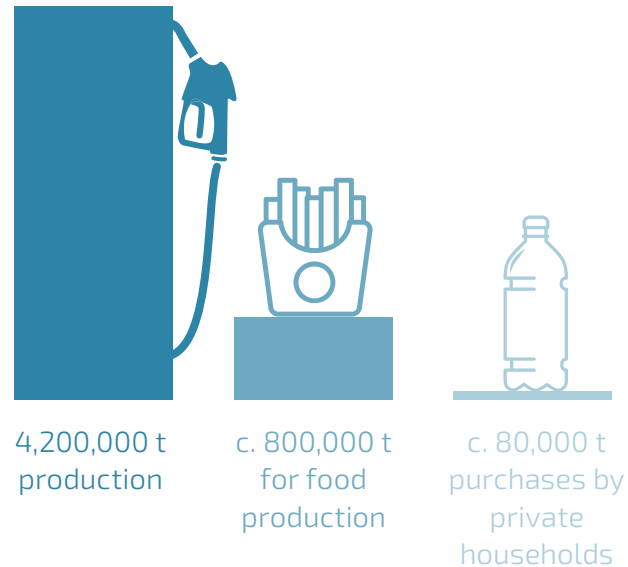 4,200,000 t
production
c. 800,000 t
for food
production
c. 80,000 t
purchases by
private
households